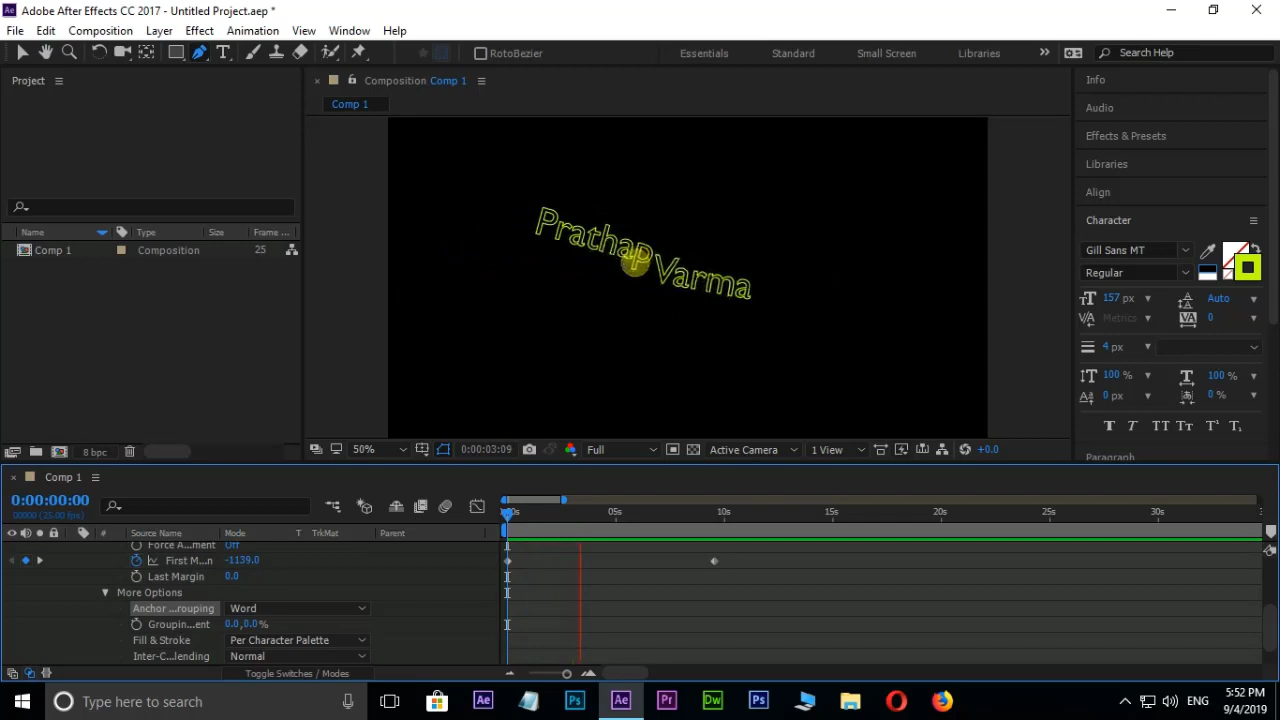 Adobe After Effects CC 2017 - Untitled Project.aep *
File Edit Composition Layer Effect Animation View Window Help
RotoBezier Essentials Standard Small Screen Libraries Search Help
Project
Composition Comp 1
Comp 1
Prathap Varma
Name Type Size Frame ...
Comp 1 Composition 25
8 bpc
50% 0:00:03:09 Full Active Camera 1 View +0.0
Info
Audio
Effects & Presets
Libraries
Align
Character
Gill Sans MT
Regular
157 px Auto
Metrics 0
4 px
100 % 100 %
0 px 0 %
T T TT Tт T¹ T₁
Paragraph
Comp 1
0:00:00:00
00000 (25.00 fps)
05s 10s 15s 20s 25s 30s
# Source Name Mode T TrkMat Parent
Force A...ment Off
First M...n -1139.0
Last Margin 0.0
More Options
Anchor ...rouping Word
Groupin...ent 0.0,0.0%
Fill & Stroke Per Character Palette
Inter-C...lending Normal
Toggle Switches / Modes
Type here to search
ENG
5:52 PM
9/4/2019